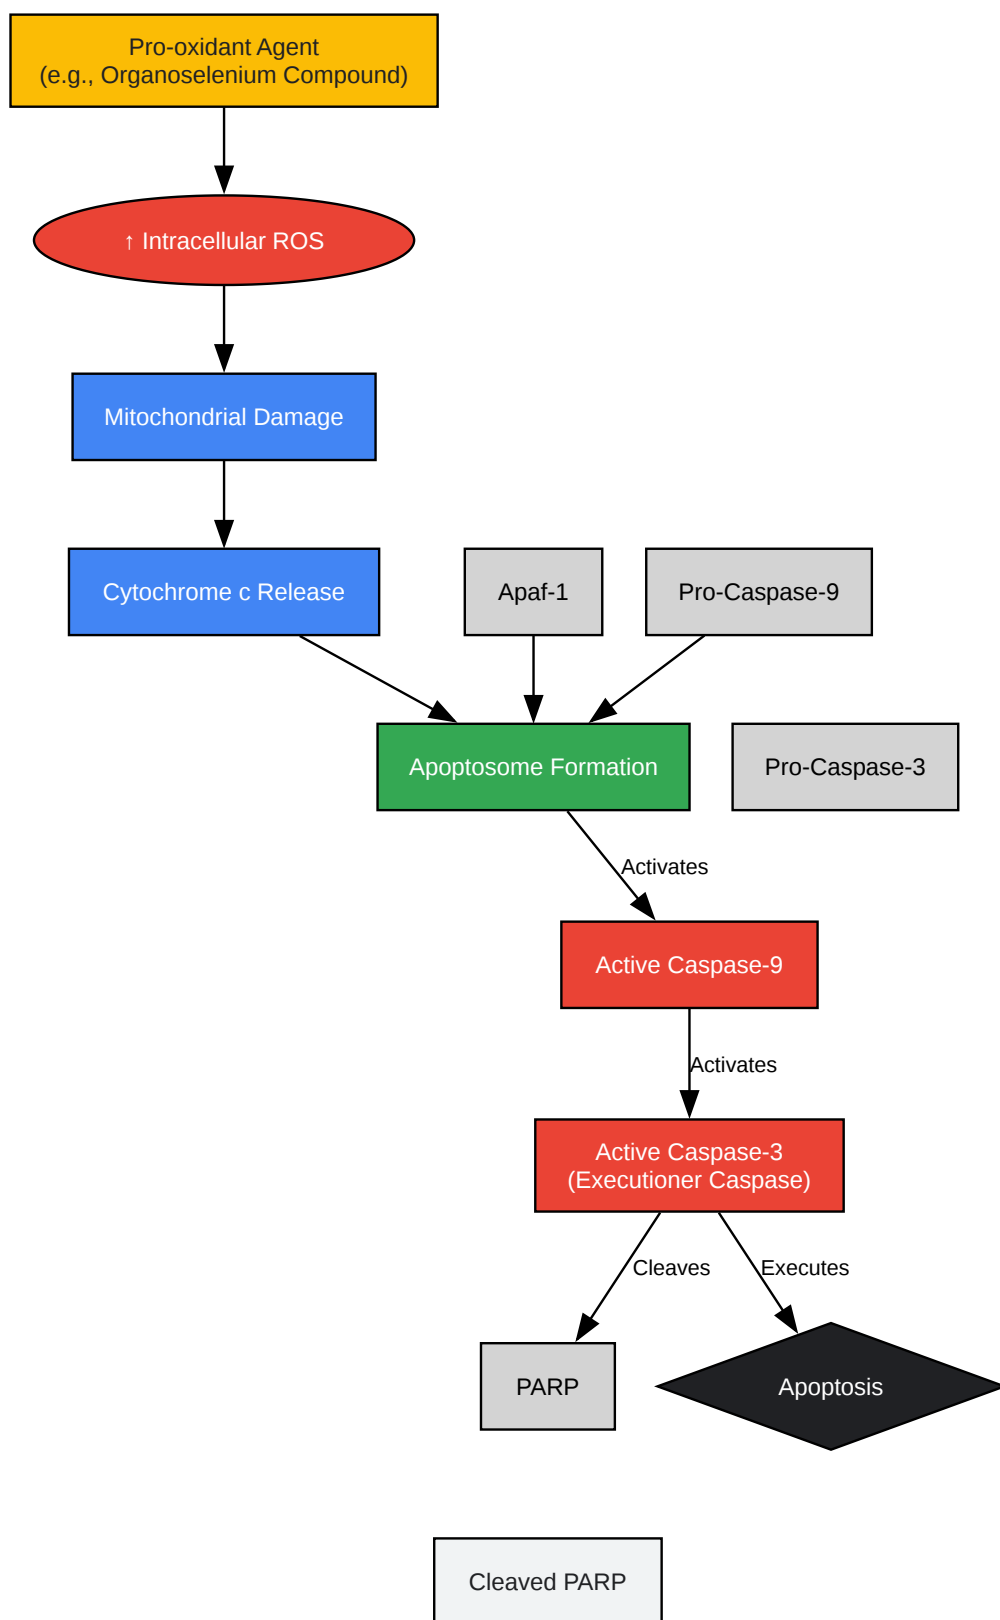 Pro-oxidant Agent
(e.g., Organoselenium Compound)
↑ Intracellular ROS
Mitochondrial Damage
Cytochrome c Release
Apaf-1
Pro-Caspase-9
Apoptosome Formation
Pro-Caspase-3
Activates
Active Caspase-9
Activates
Active Caspase-3
(Executioner Caspase)
Cleaves
Executes
PARP
Apoptosis
Cleaved PARP